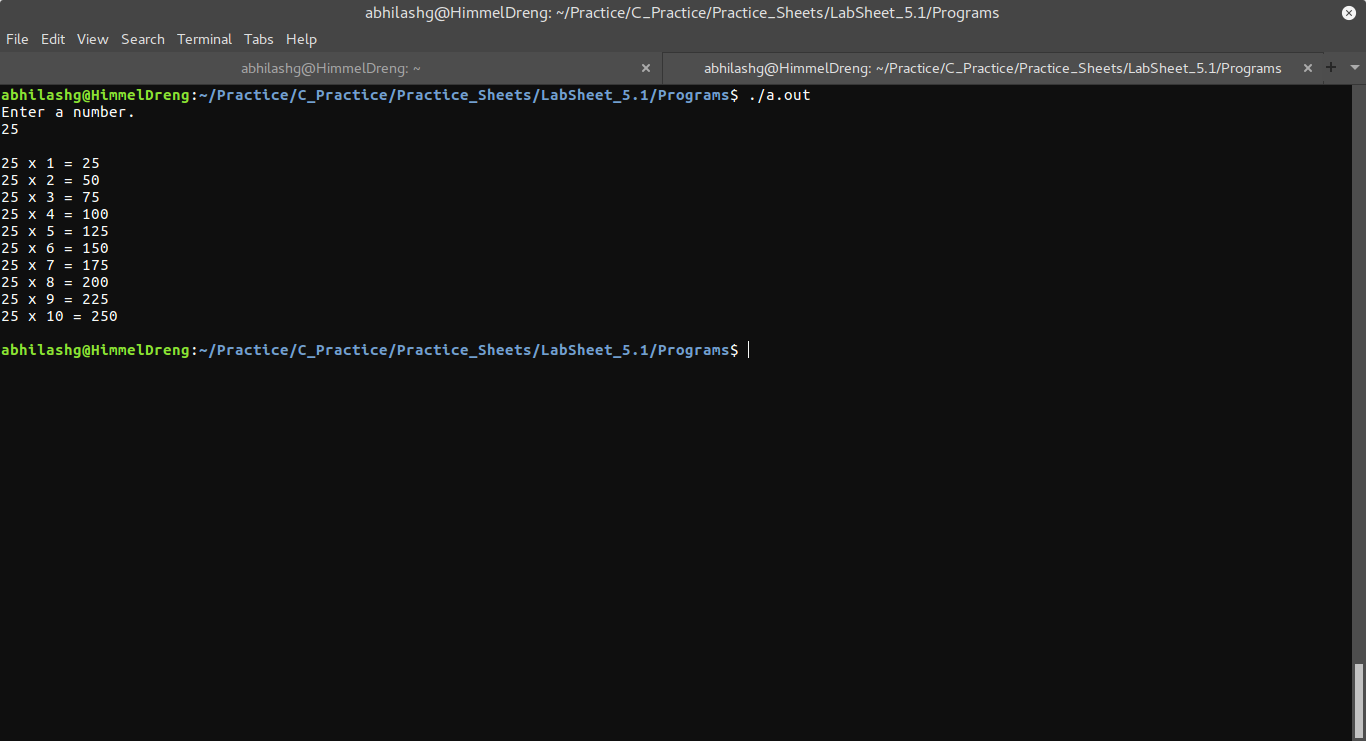 abhilashg@HimmelDreng: ~/Practice/C_Practice/Practice_Sheets/LabSheet_5.1/Programs
File Edit View Search Terminal Tabs Help
abhilashg@HimmelDreng: ~ abhilashg@HimmelDreng: ~/Practice/C_Practice/Practice_Sheets/LabSheet_5.1/Programs
abhilashg@HimmelDreng:~/Practice/C_Practice/Practice_Sheets/LabSheet_5.1/Programs$ ./a.out
Enter a number.
25
25 x 1 = 25
25 x 2 = 50
25 x 3 = 75
25 x 4 = 100
25 x 5 = 125
25 x 6 = 150
25 x 7 = 175
25 x 8 = 200
25 x 9 = 225
25 x 10 = 250
abhilashg@HimmelDreng:~/Practice/C_Practice/Practice_Sheets/LabSheet_5.1/Programs$